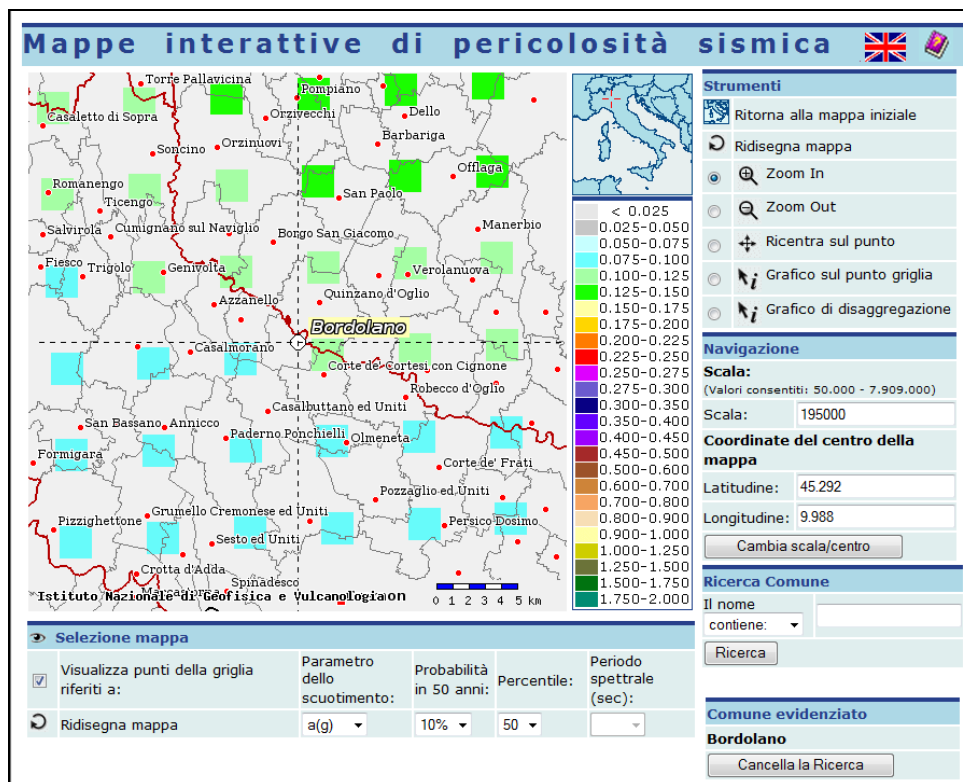 Mappe interattive di pericolosità sismica
Torre Pallavicina
Pompiano
Casaletto di Sopra
Orzivecchi
Dello
Barbariga
Soncino
Orzinuovi
Offlaga
Romanengo
San Paolo
Ticengo
Salvirola
Cumignano sul Naviglio
Borgo San Giacomo
Manerbio
Fiesco
Trigolo
Genivolta
Verolanuova
Azzanello
Quinzano d'Oglio
Bordolano
Casalmorano
Corte de' Cortesi con Cignone
Robecco d'Oglio
Casalbuttano ed Uniti
San Bassano
Annicco
Paderno Ponchielli
Olmeneta
Formigara
Corte de' Frati
Pozzaglio ed Uniti
Grumello Cremonese ed Uniti
Pizzighettone
Persico Dosimo
Sesto ed Uniti
Crotta d'Adda
Spinadesco
Istituto Nazionale di Geofisica e Vulcanologia
0 1 2 3 4 5 km
< 0.025
0.025-0.050
0.050-0.075
0.075-0.100
0.100-0.125
0.125-0.150
0.150-0.175
0.175-0.200
0.200-0.225
0.225-0.250
0.250-0.275
0.275-0.300
0.300-0.350
0.350-0.400
0.400-0.450
0.450-0.500
0.500-0.600
0.600-0.700
0.700-0.800
0.800-0.900
0.900-1.000
1.000-1.250
1.250-1.500
1.500-1.750
1.750-2.000
Strumenti
Ritorna alla mappa iniziale
Ridisegna mappa
Zoom In
Zoom Out
Ricentra sul punto
Grafico sul punto griglia
Grafico di disaggregazione
Navigazione
Scala:
(Valori consentiti: 50.000 - 7.909.000)
Scala: 195000
Coordinate del centro della
mappa
Latitudine: 45.292
Longitudine: 9.988
Cambia scala/centro
Ricerca Comune
Il nome
contiene:
Ricerca
Comune evidenziato
Bordolano
Cancella la Ricerca
Selezione mappa
Visualizza punti della griglia
riferiti a:
Parametro
dello
scuotimento:
Probabilità
in 50 anni:
Percentile:
Periodo
spettrale
(sec):
Ridisegna mappa
a(g)
10%
50